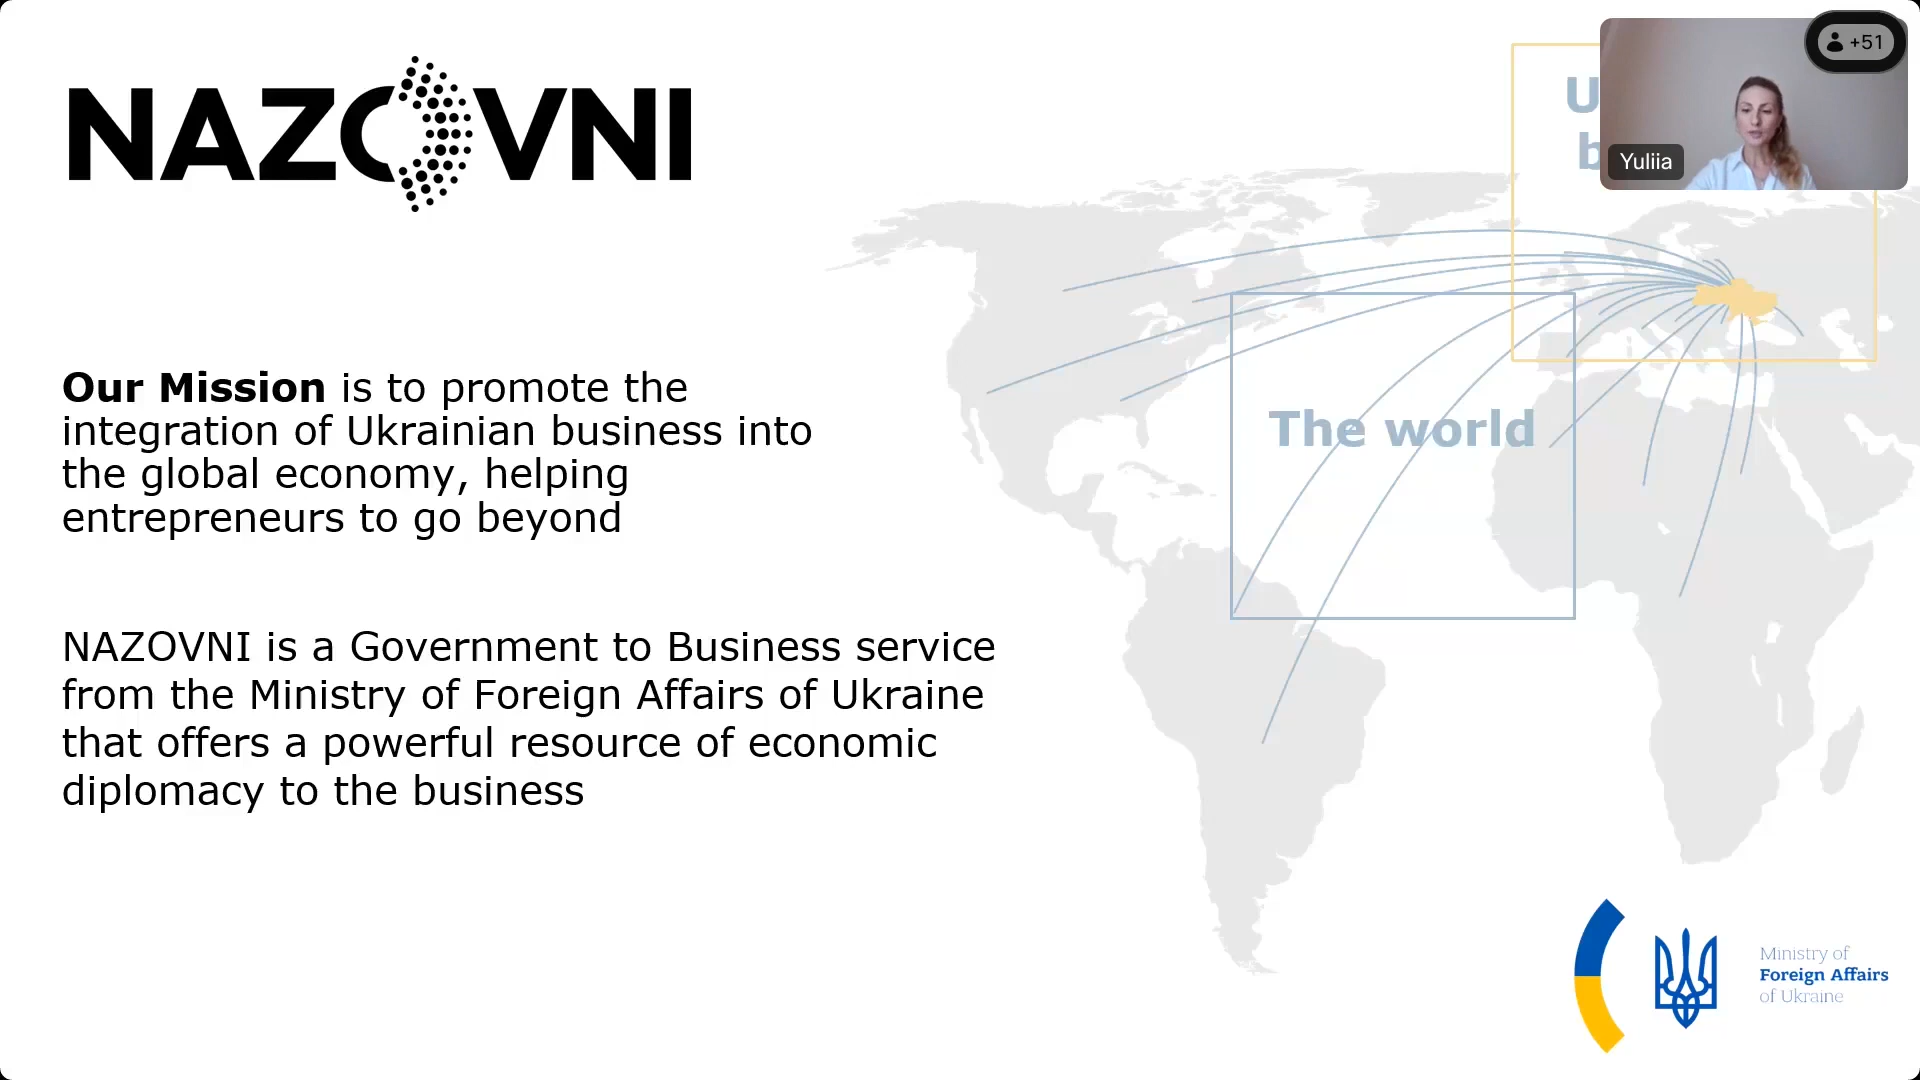 NAZOVNI
+51
Yuliia
Our Mission is to promote the
integration of Ukrainian business into
the global economy, helping
entrepreneurs to go beyond
The world
NAZOVNI is a Government to Business service
from the Ministry of Foreign Affairs of Ukraine
that offers a powerful resource of economic
diplomacy to the business
Ministry of
Foreign Affairs
of Ukraine